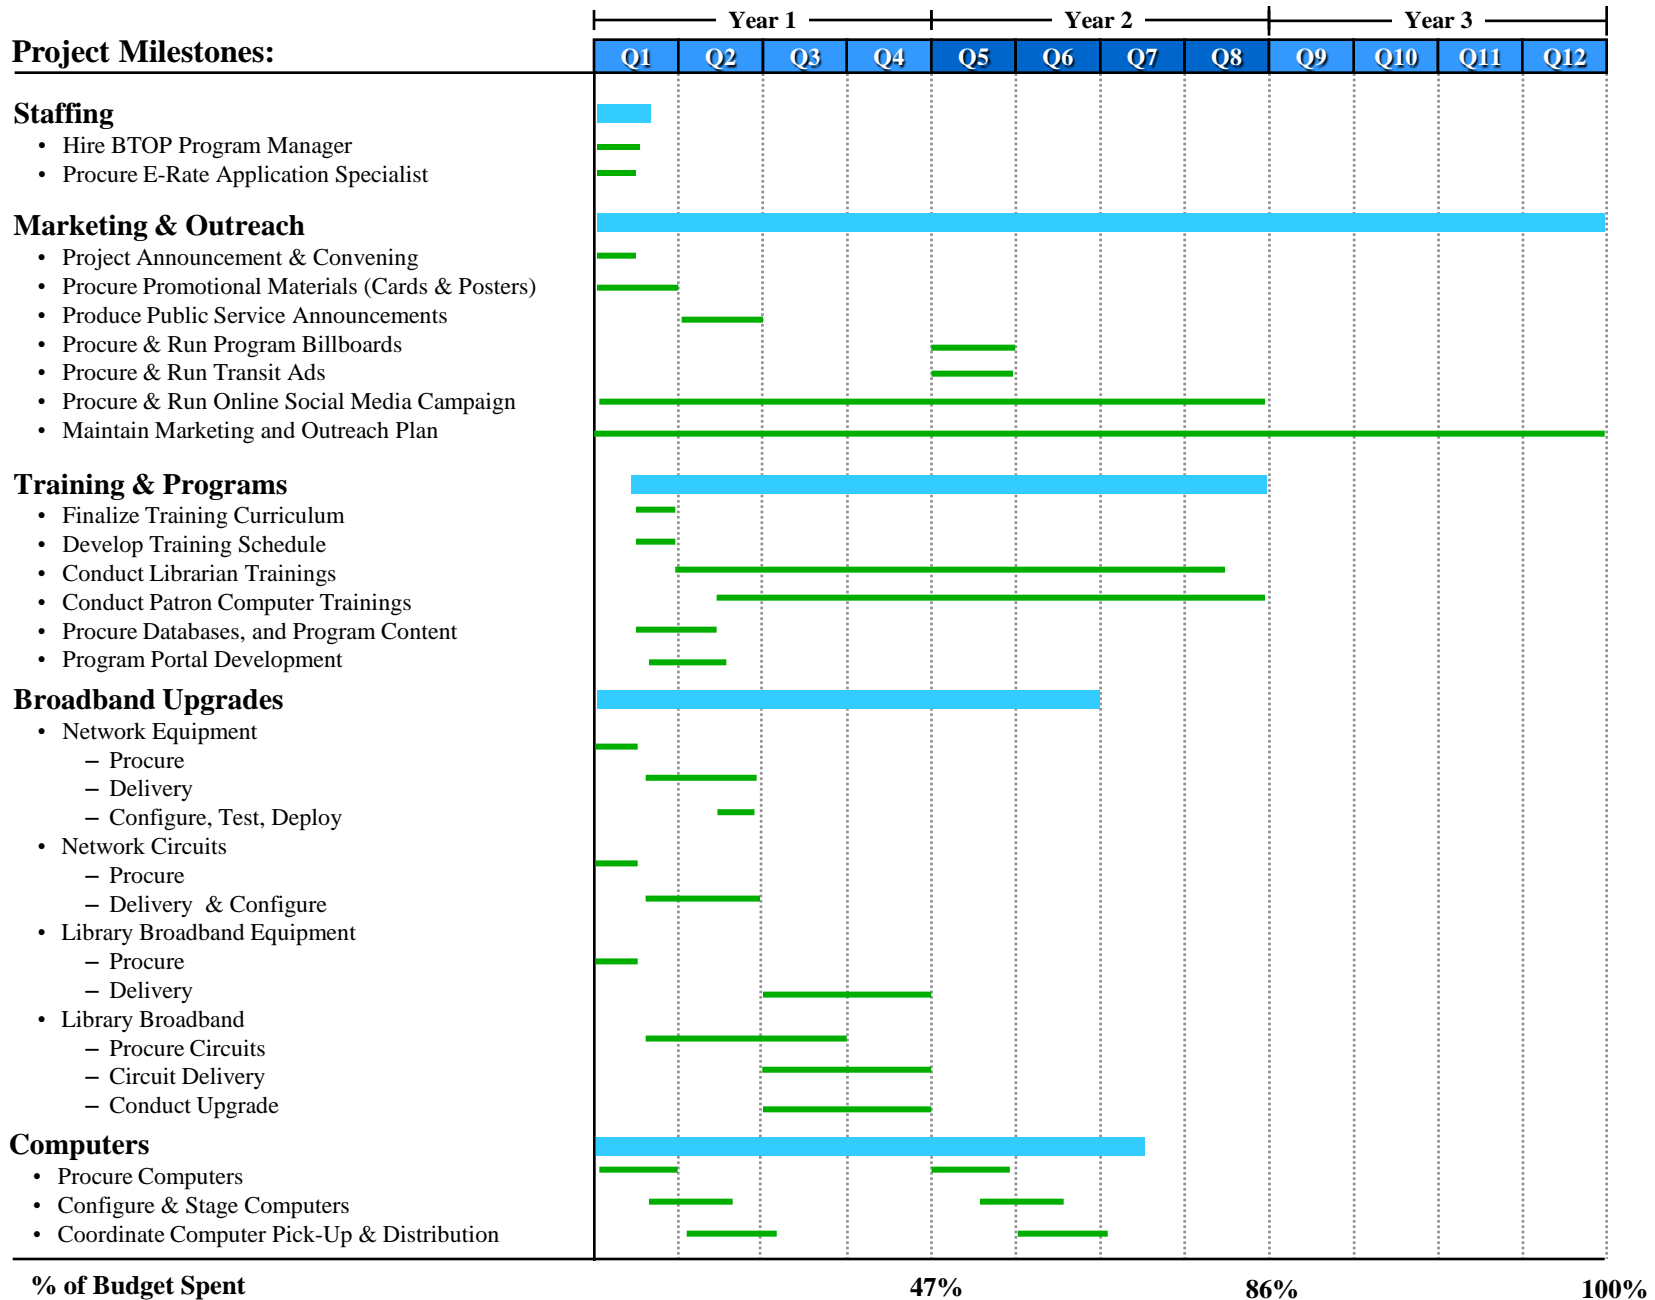 Year 1 Year 2 Year 3
Project Milestones: Q1 Q2 Q3 Q4 Q5 Q6 Q7 Q8 Q9 Q10 Q11 Q12
Staffing
• Hire BTOP Program Manager
• Procure E-Rate Application Specialist
Marketing & Outreach
• Project Announcement & Convening
• Procure Promotional Materials (Cards & Posters)
• Produce Public Service Announcements
• Procure & Run Program Billboards
• Procure & Run Transit Ads
• Procure & Run Online Social Media Campaign
• Maintain Marketing and Outreach Plan
Training & Programs
• Finalize Training Curriculum
• Develop Training Schedule
• Conduct Librarian Trainings
• Conduct Patron Computer Trainings
• Procure Databases, and Program Content
• Program Portal Development
Broadband Upgrades
• Network Equipment
– Procure
– Delivery
– Configure, Test, Deploy
• Network Circuits
– Procure
– Delivery & Configure
• Library Broadband Equipment
– Procure
– Delivery
• Library Broadband
– Procure Circuits
– Circuit Delivery
– Conduct Upgrade
Computers
• Procure Computers
• Configure & Stage Computers
• Coordinate Computer Pick-Up & Distribution
% of Budget Spent 47% 86% 100%